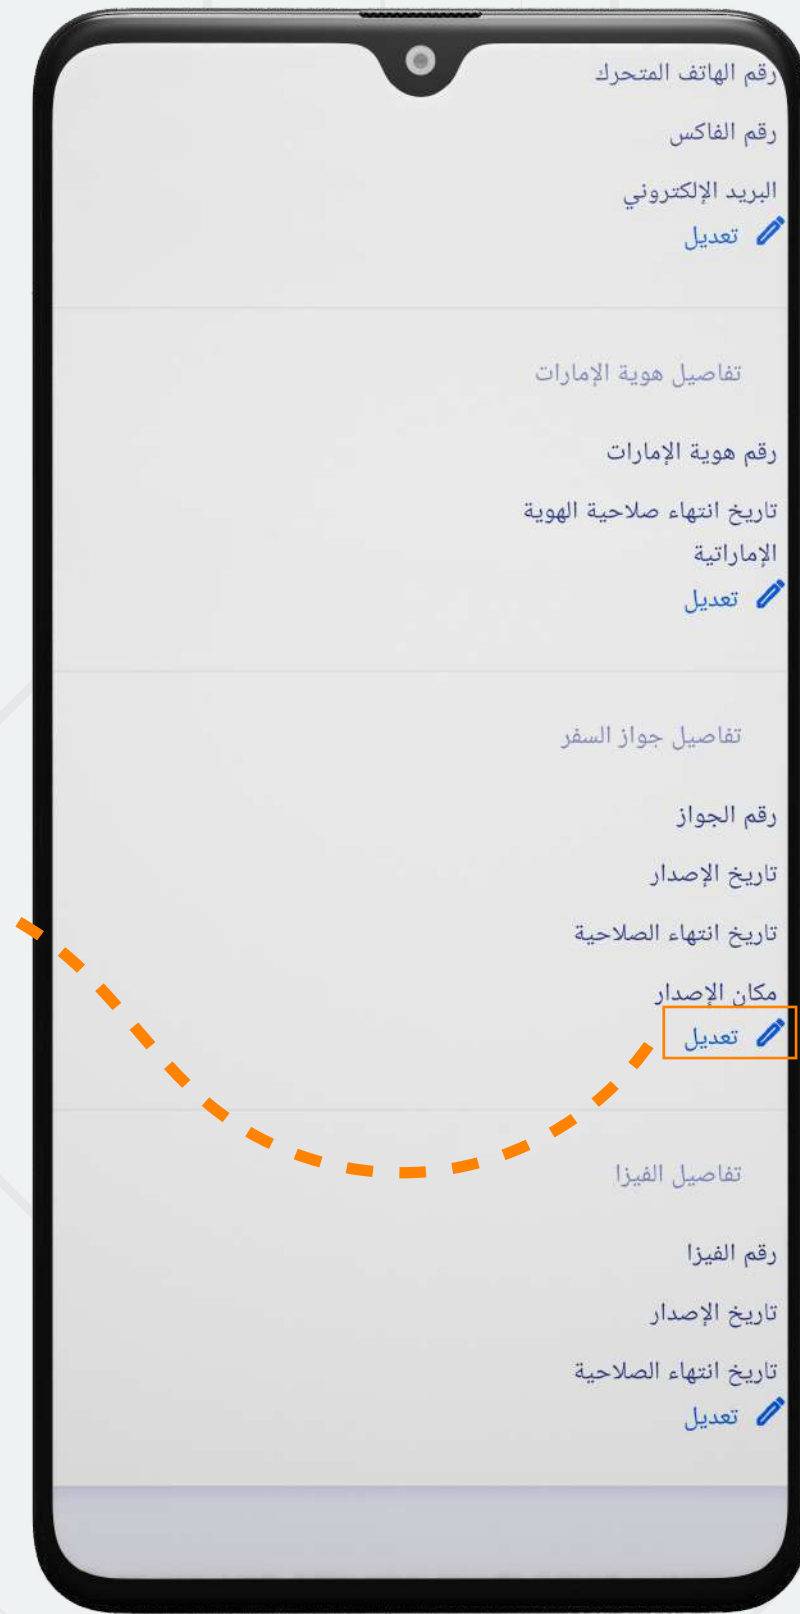 رقم الهاتف المتحرك
رقم الفاكس
البريد الإلكتروني
تعديل
تفاصيل هوية الإمارات
رقم هوية الإمارات
تاريخ انتهاء صلاحية الهوية
الإماراتية
تعديل
تفاصيل جواز السفر
رقم الجواز
تاريخ الإصدار
تاريخ انتهاء الصلاحية
مكان الإصدار
تعديل
تفاصيل الفيزا
رقم الفيزا
تاريخ الإصدار
تاريخ انتهاء الصلاحية
تعديل